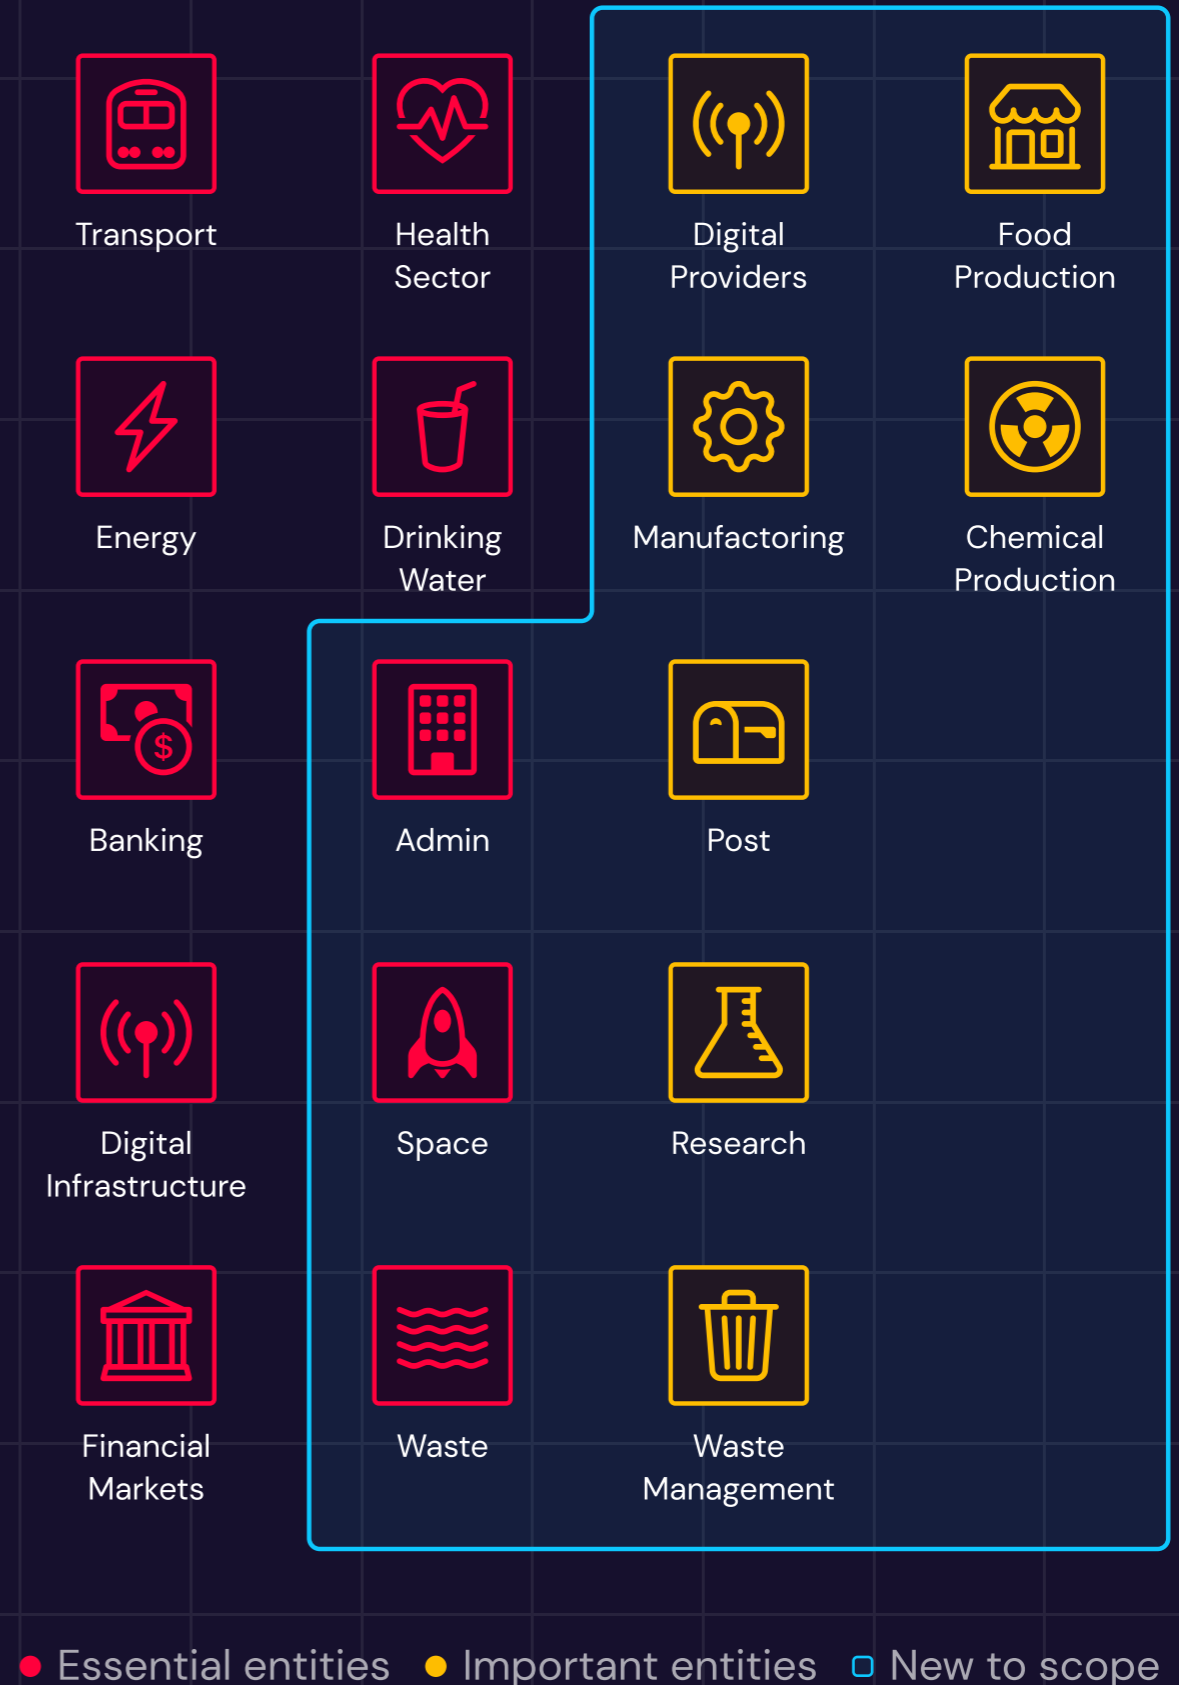 Transport
Health
Sector
Digital
Providers
Food
Production
Energy
Drinking
Water
Manufactoring
Chemical
Production
Banking
$
Admin
Post
Digital
Infrastructure
Space
Research
Financial
Markets
Waste
Waste
Management
Essential entities
Important entities
New to scope